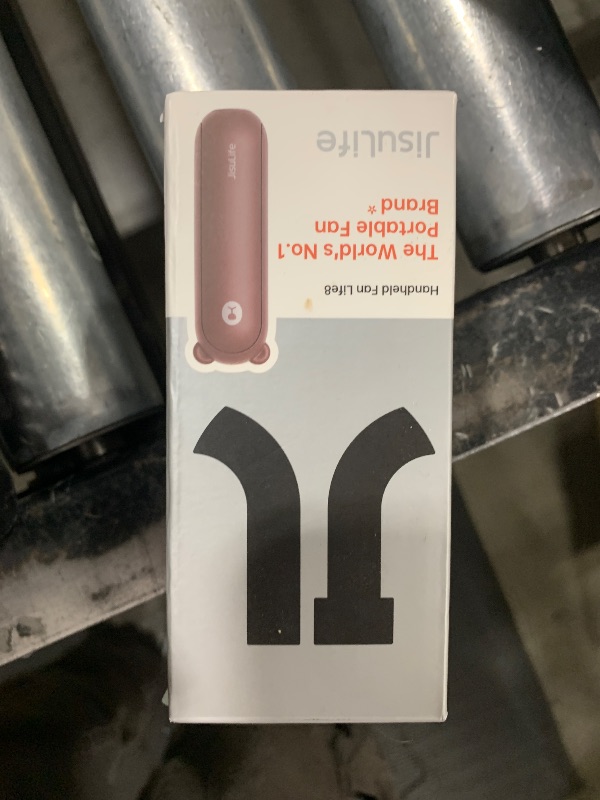 JisuLife
The World's No.1
Portable Fan
Brand*
Handheld Fan Life8
JisuLife